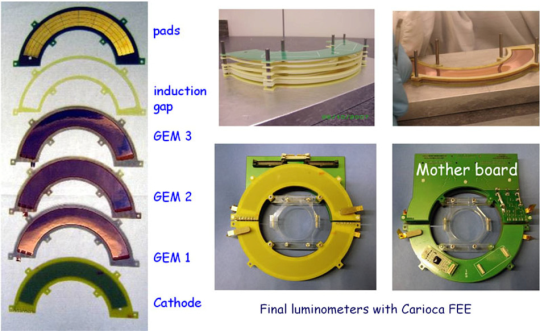 pads
induction
gap
GEM 3
GEM 2
GEM 1
Cathode
Mother board
Final luminometers with Carioca FEE